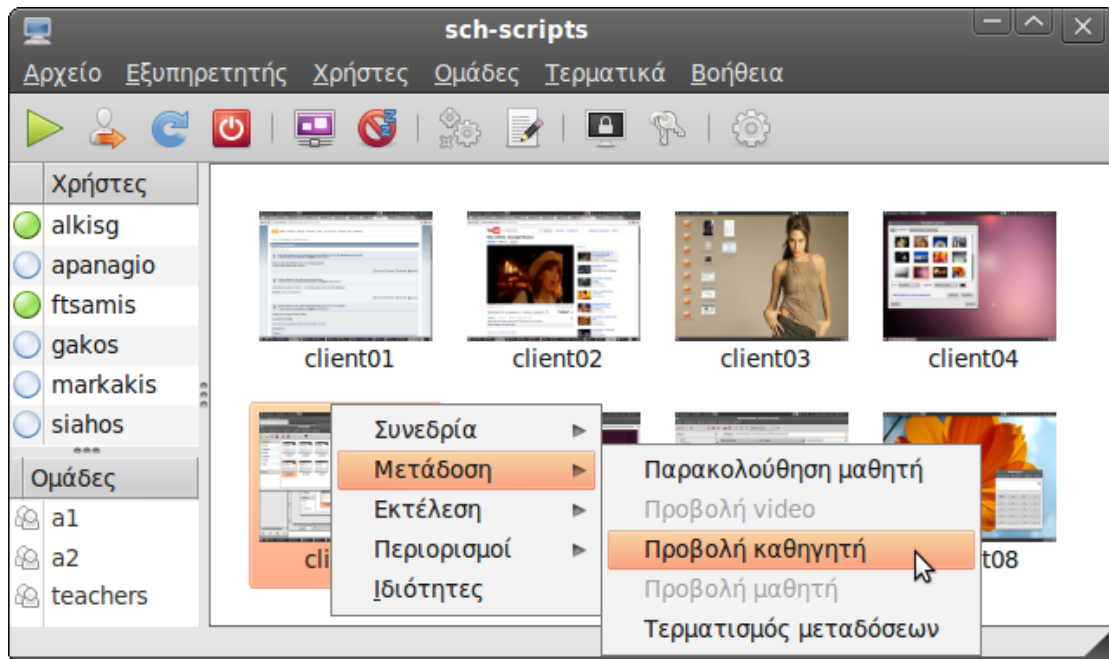 sch-scripts
Αρχείο Εξυπηρετητής Χρήστες Ομάδες Τερματικά Βοήθεια
Χρήστες
alkisg
apanagio
ftsamis
gakos
markakis
siahos
Ομάδες
a1
a2
teachers
client01 client02 client03 client04
Συνεδρία
Μετάδοση
Εκτέλεση
Περιορισμοί
Ιδιότητες
Παρακολούθηση μαθητή
Προβολή video
Προβολή καθηγητή
Προβολή μαθητή
Τερματισμός μεταδόσεων
cli
t08